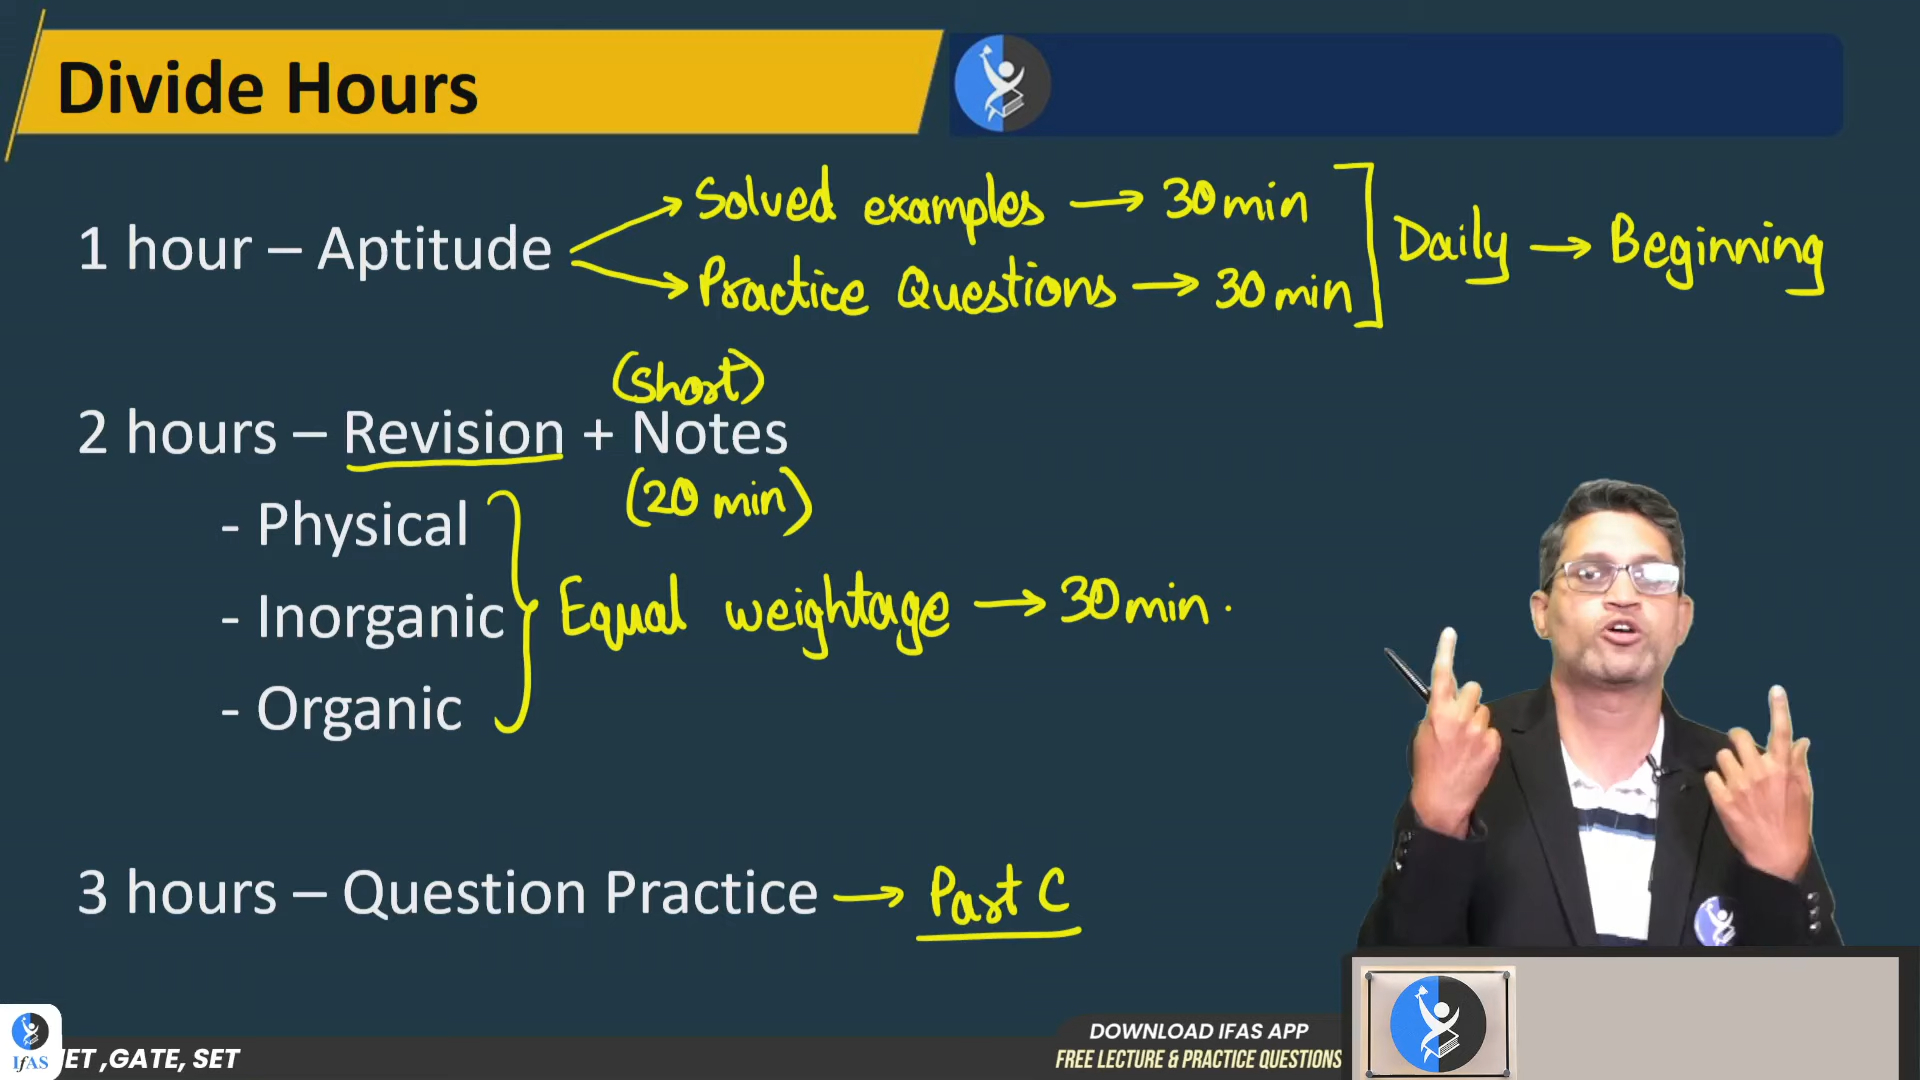 Divide Hours
1 hour – Aptitude
Solved examples → 30 min
Practice Questions → 30 min
Daily → Beginning
(short)
2 hours – Revision + Notes
(20 min)
- Physical
- Inorganic
- Organic
Equal weightage → 30 min.
3 hours – Question Practice → Part C
DOWNLOAD IFAS APP
FREE LECTURE & PRACTICE QUESTIONS
IFAS
ET ,GATE, SET